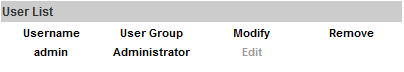 User List
Username User Group Modify Remove
admin Administrator Edit